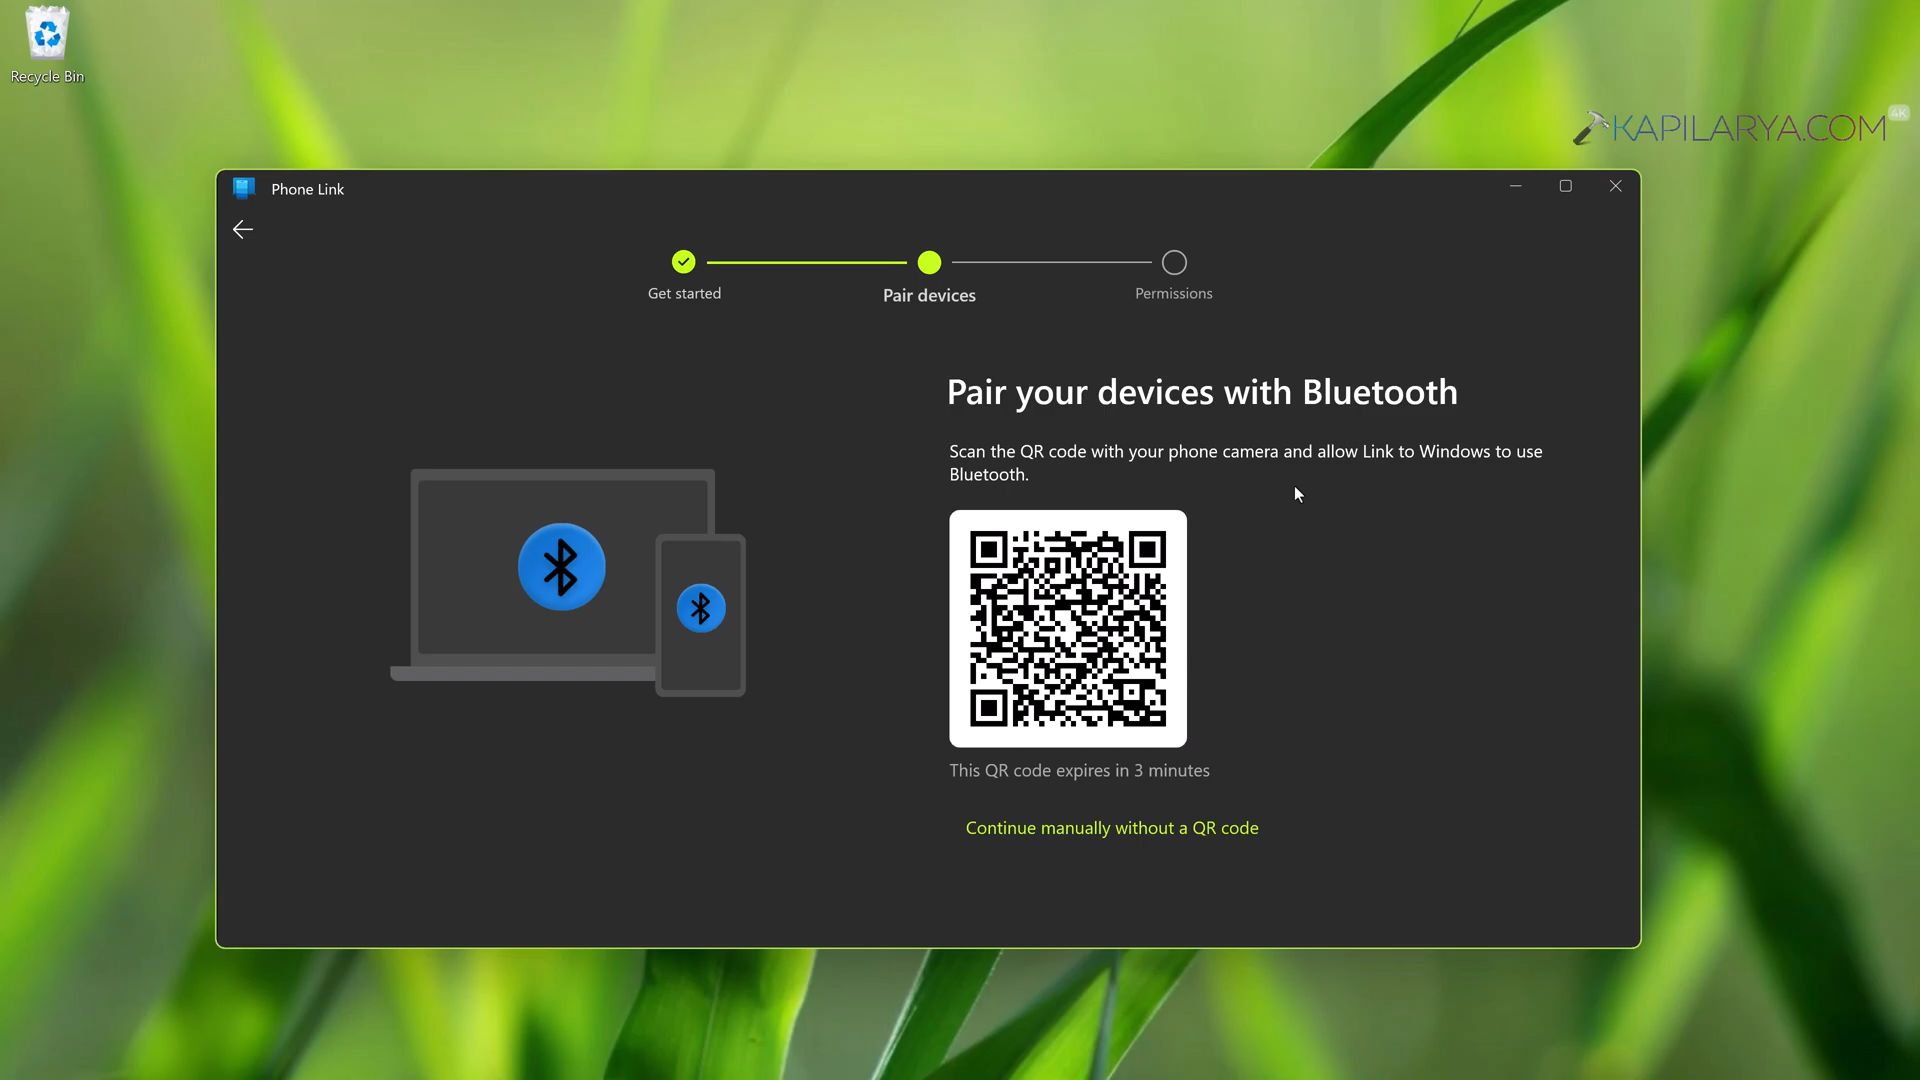 Recycle Bin
4K
KAPILARYA.COM
Phone Link
Get started
Pair devices
Permissions
Pair your devices with Bluetooth
Scan the QR code with your phone camera and allow Link to Windows to use
Bluetooth.
This QR code expires in 3 minutes
Continue manually without a QR code